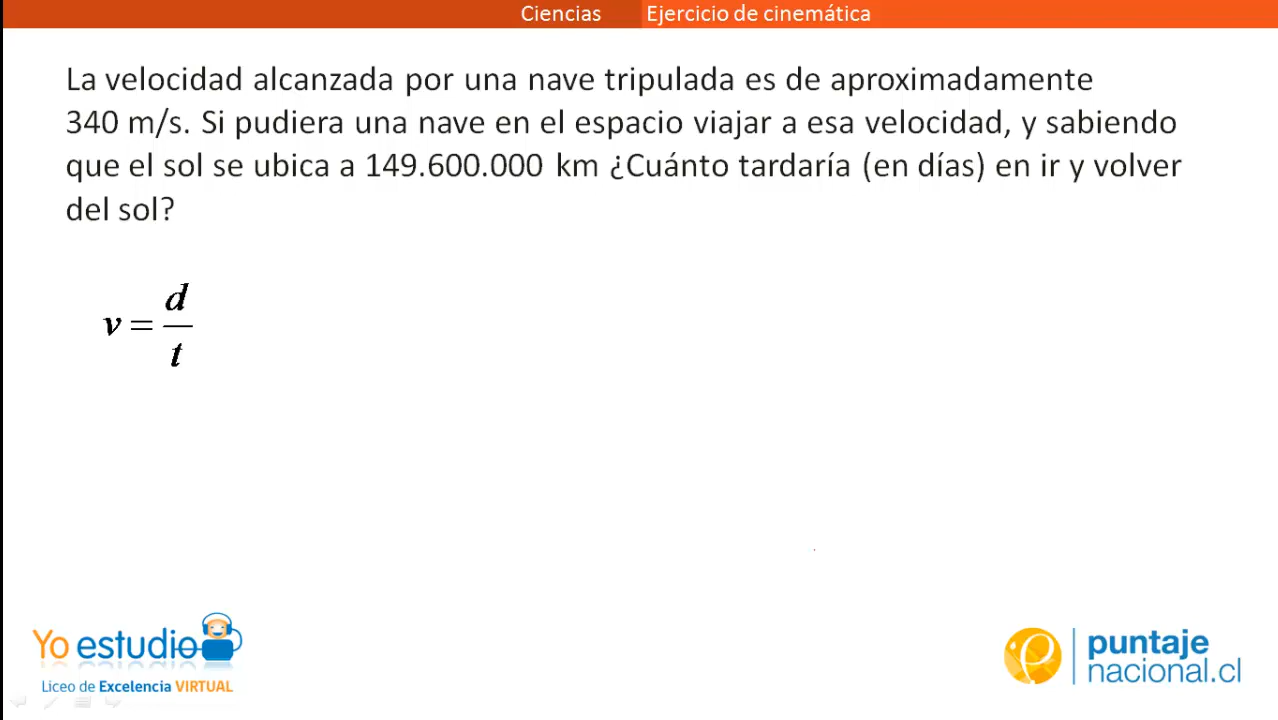 Ciencias Ejercicio de cinemática
La velocidad alcanzada por una nave tripulada es de aproximadamente
340 m/s. Si pudiera una nave en el espacio viajar a esa velocidad, y sabiendo
que el sol se ubica a 149.600.000 km ¿Cuánto tardaría (en días) en ir y volver
del sol?
v = d/t
Yo estudio
Liceo de Excelencia VIRTUAL
puntaje
nacional.cl